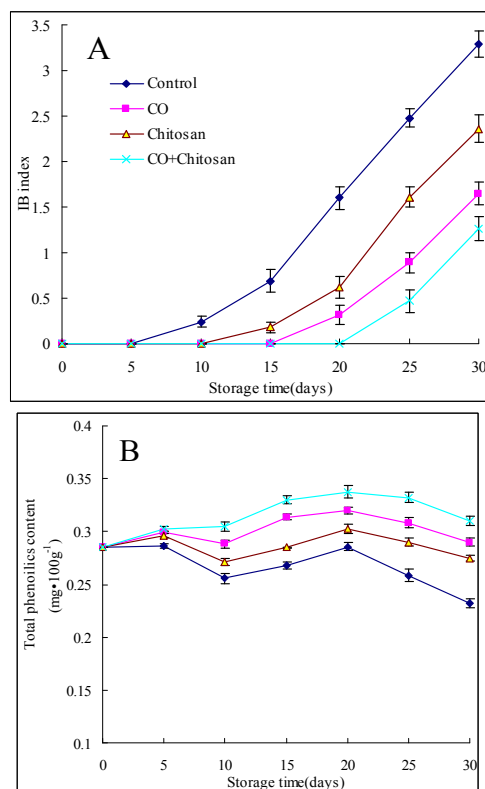 A
Control
CO
Chitosan
CO+Chitosan
IB index
3.5
3
2.5
2
1.5
1
0.5
0
0 5 10 15 20 25 30
Storage time(days)
B
Total phenoilics content
(mg•100g⁻¹)
0.4
0.35
0.3
0.25
0.2
0.15
0.1
0 5 10 15 20 25 30
Storage time(days)